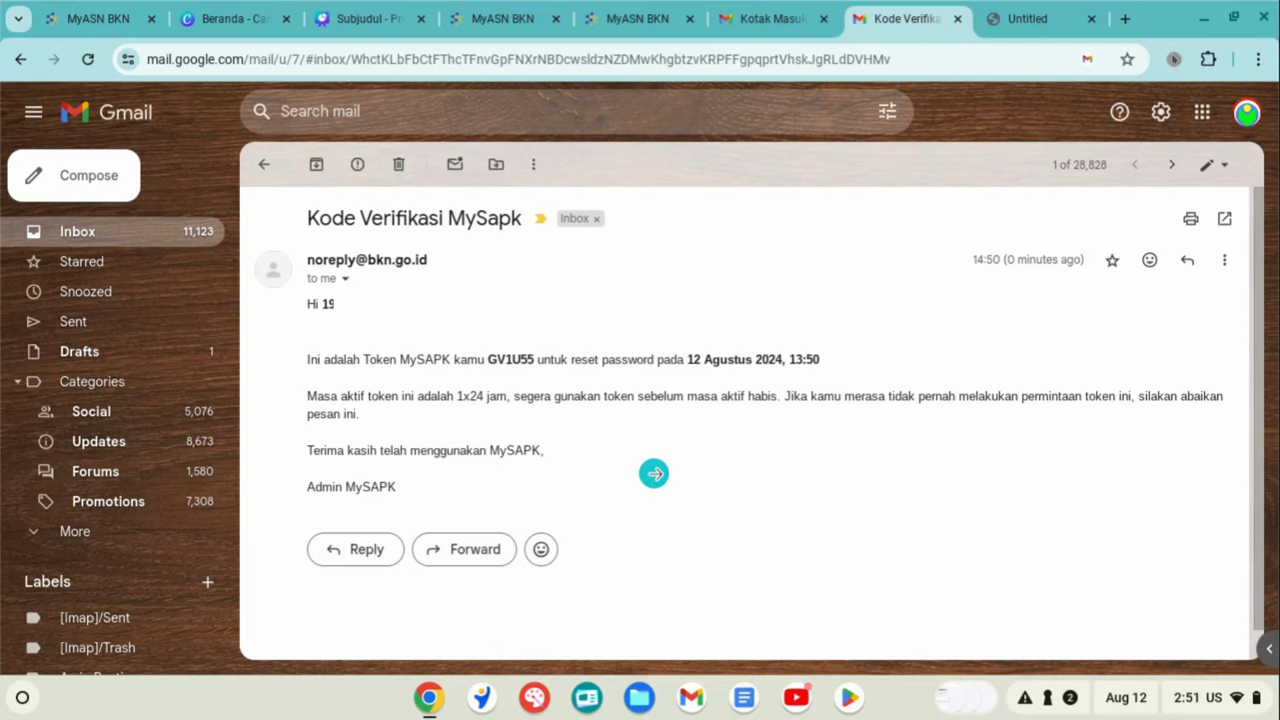 MyASN BKN
Beranda - Ca
Subjudul - Pr
MyASN BKN
MyASN BKN
Kotak Masu
Kode Verifika
Untitled
mail.google.com/mail/u/7/#inbox/WhctKLbFbCtFThcTFnvGpFNXrNBDcwsldzNZDMwKhgbtzvKRPFFgpqprtVhskJgRLdDVHMv
Gmail
Search mail
Compose
1 of 28,828
Inbox 11,123
Starred
Snoozed
Sent
Drafts 1
Categories
Social 5,076
Updates 8,673
Forums 1,580
Promotions 7,308
More
Labels
[Imap]/Sent
[Imap]/Trash
Kode Verifikasi MySapk
Inbox ×
noreply@bkn.go.id
14:50 (0 minutes ago)
to me
Hi 19
Ini adalah Token MySAPK kamu GV1U55 untuk reset password pada 12 Agustus 2024, 13:50
Masa aktif token ini adalah 1x24 jam, segera gunakan token sebelum masa aktif habis. Jika kamu merasa tidak pernah melakukan permintaan token ini, silakan abaikan
pesan ini.
Terima kasih telah menggunakan MySAPK,
Admin MySAPK
Reply
Forward
2
Aug 12
2:51 US